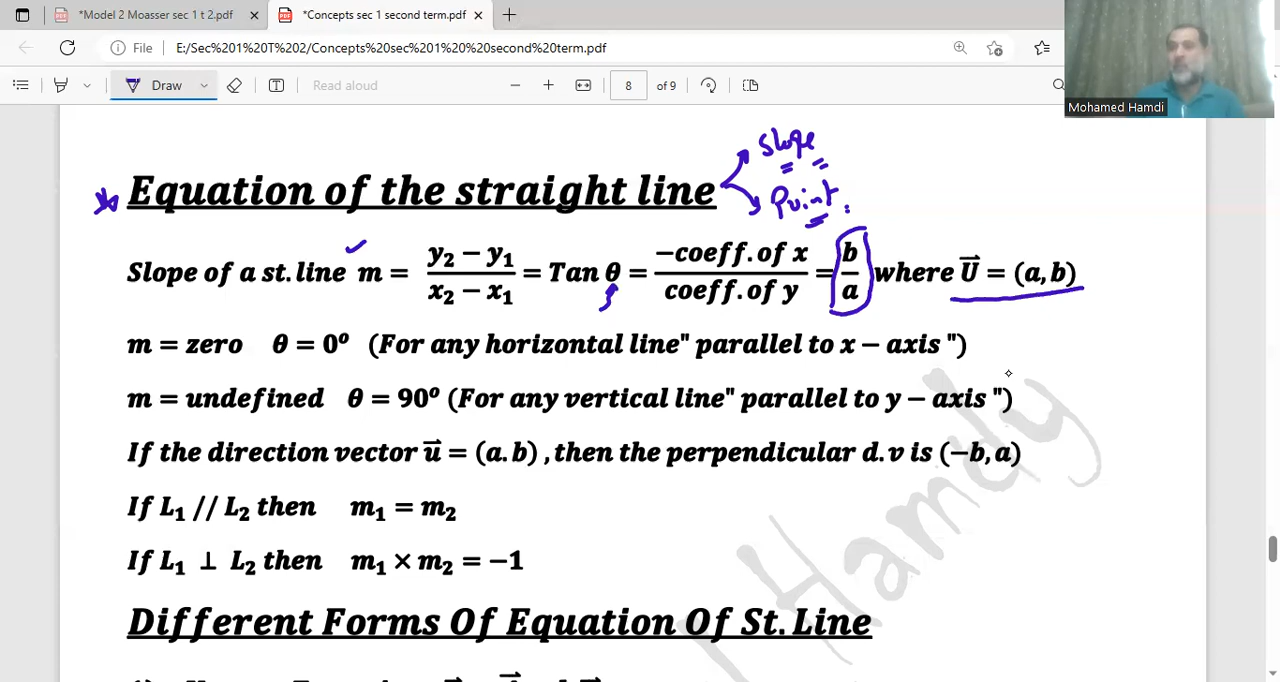 *Model 2 Moasser sec 1 t 2.pdf
*Concepts sec 1 second term.pdf
File E:/Sec%201%20T%202/Concepts%20sec%201%20%20second%20term.pdf
Draw Read aloud 8 of 9
Mohamed Hamdi
Slope
Equation of the straight line
Point
Slope of a st. line m = (y₂ − y₁)/(x₂ − x₁) = Tan θ = (−coeff. of x)/(coeff. of y) = b/a where U⃗ = (a, b)
m = zero θ = 0° (For any horizontal line" parallel to x − axis ")
m = undefined θ = 90° (For any vertical line" parallel to y − axis ")
If the direction vector u⃗ = (a. b) , then the perpendicular d. v is (−b, a)
If L₁ // L₂ then m₁ = m₂
If L₁ ⊥ L₂ then m₁ × m₂ = −1
Different Forms Of Equation Of St. Line
Hamdy